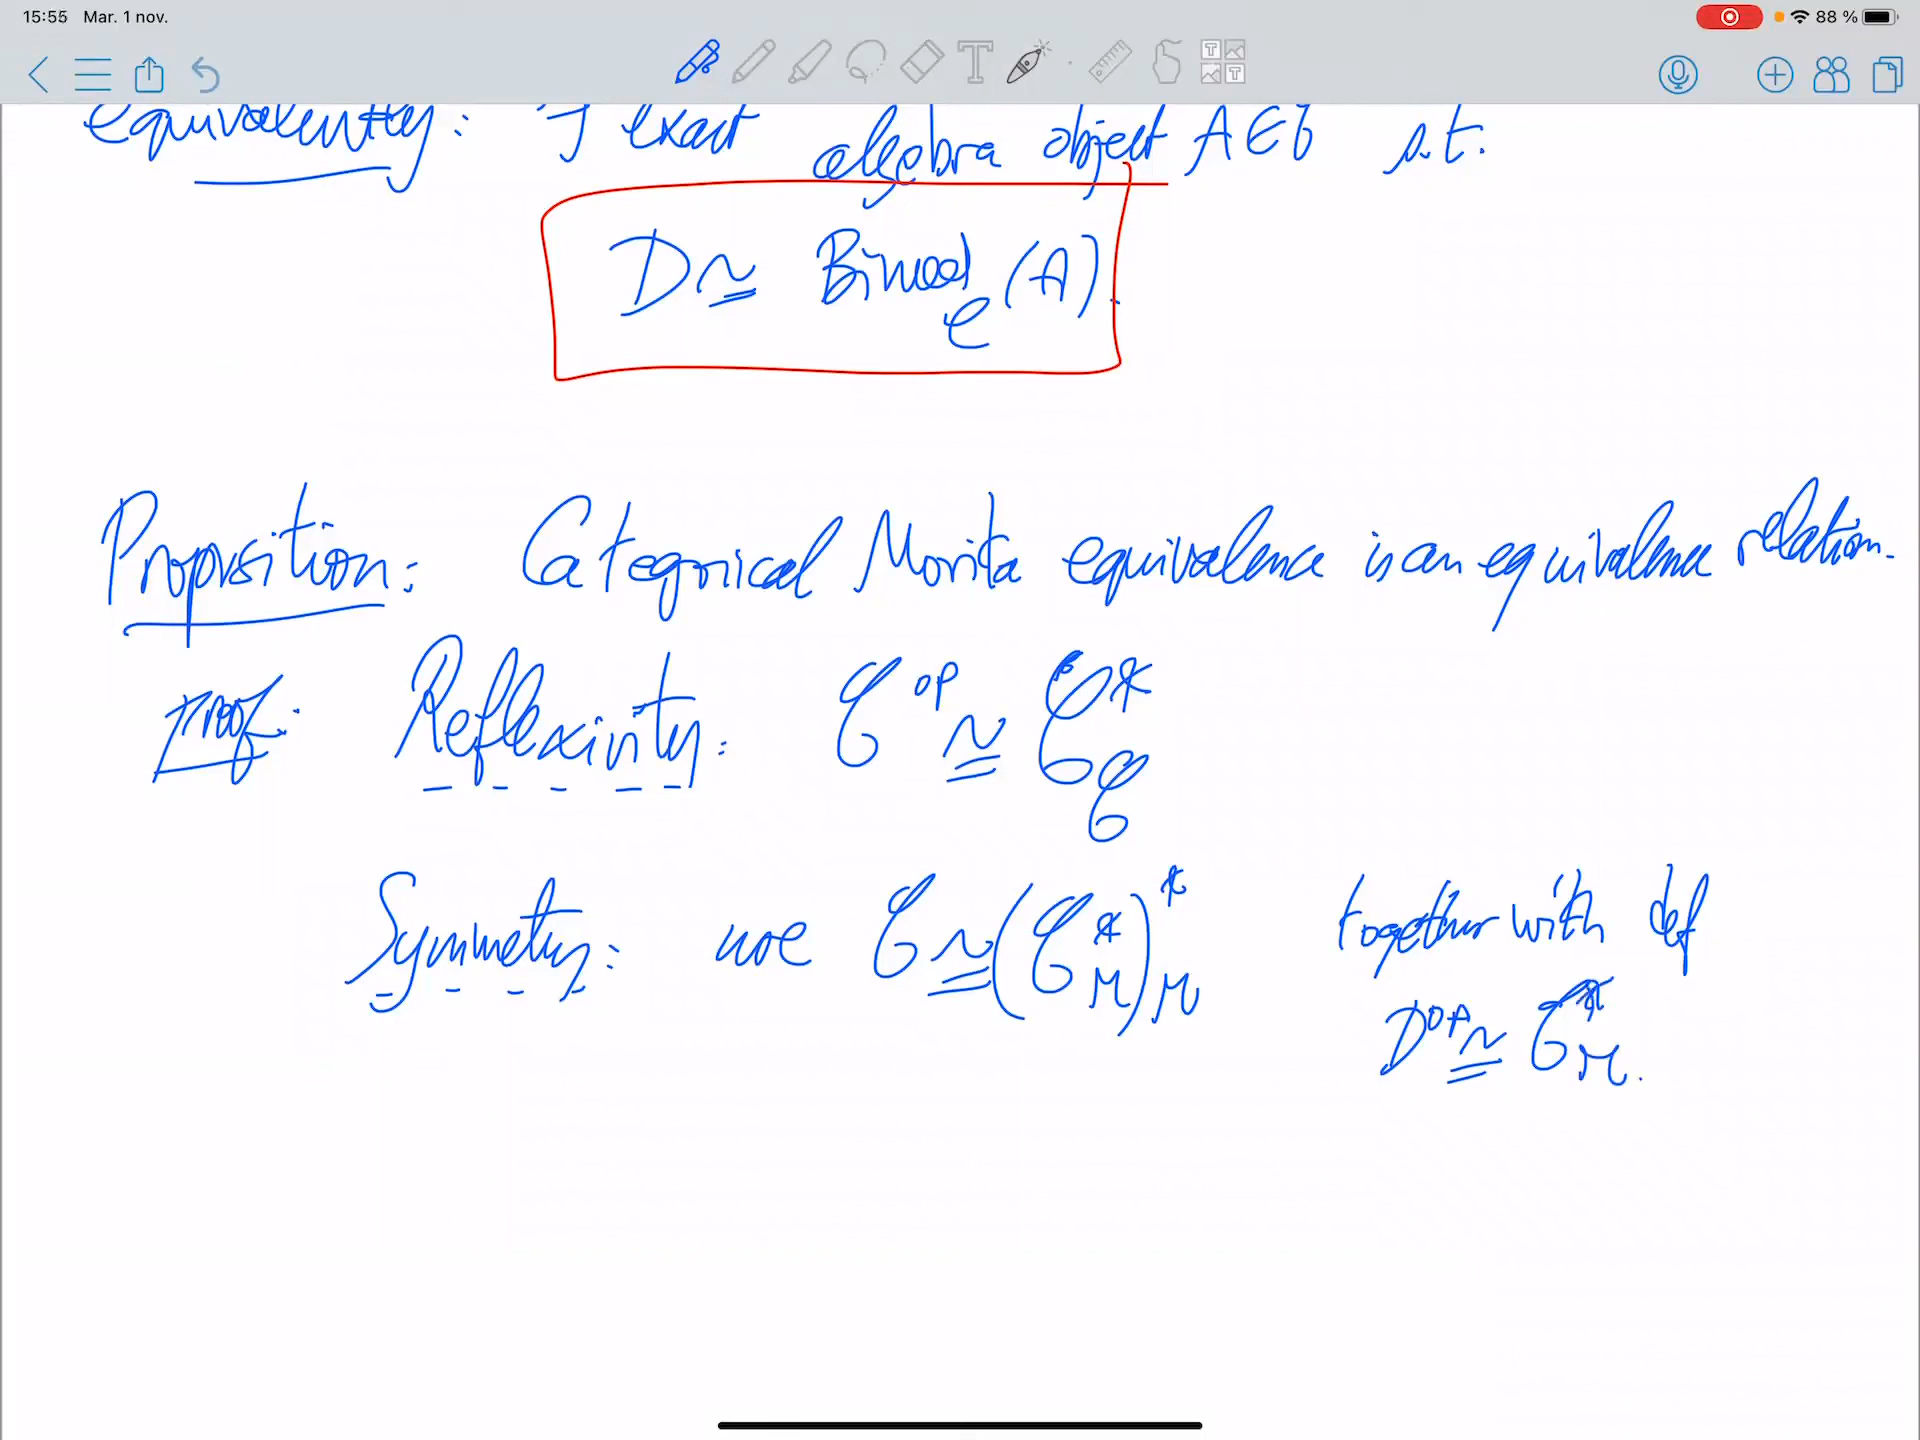 15:55 Mar. 1 nov. 88 %
equivalently: ∃ exact algebra object A∈𝒞 s.t.
D ≅ Bimod_𝒞 (A).
Proposition: Categorical Morita equivalence is an equivalence relation.
proof: Reflexivity: 𝒞^op ≅ 𝒞^*_𝒞
Symmetry: use 𝒞 ≅ (𝒞^*_M)^*_M together with def
D^op ≅ 𝒞^*_M.